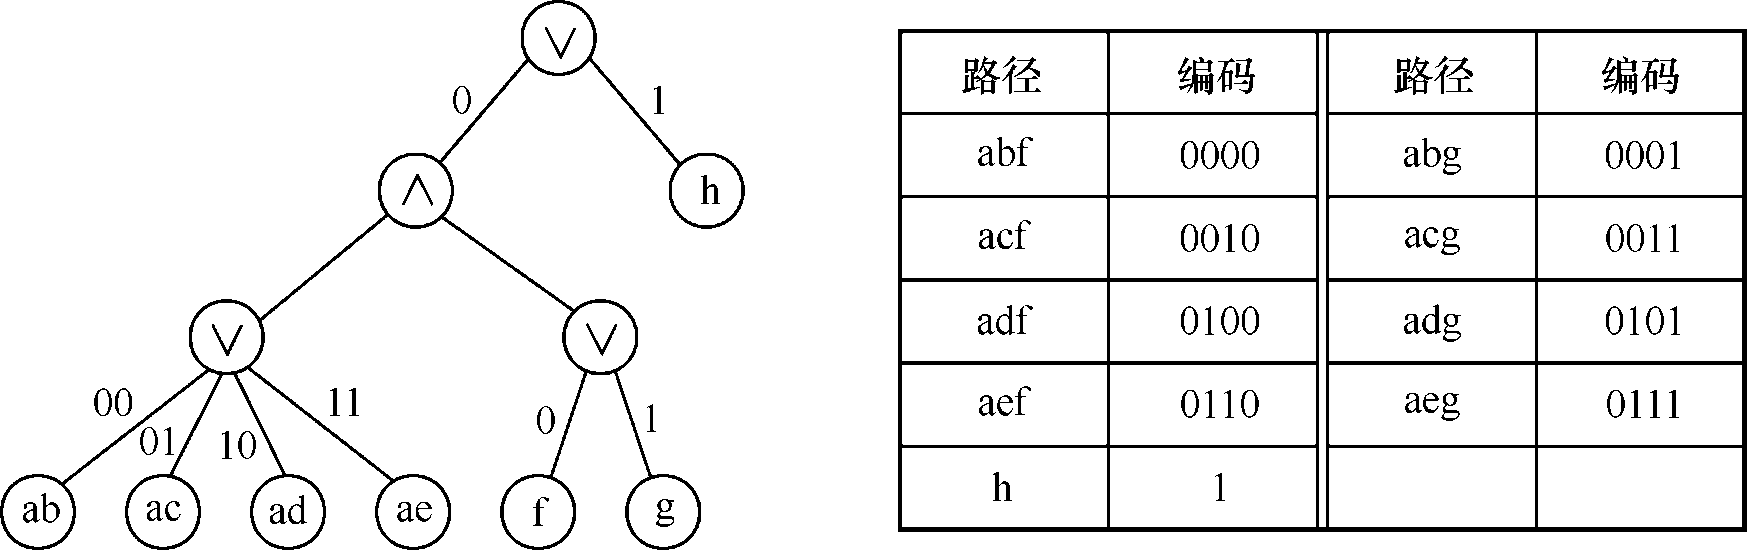 ∨
0 1
∧ h
∨ ∨
00 01 10 11 0 1
ab ac ad ae f g
路径 编码 路径 编码
abf 0000 abg 0001
acf 0010 acg 0011
adf 0100 adg 0101
aef 0110 aeg 0111
h 1